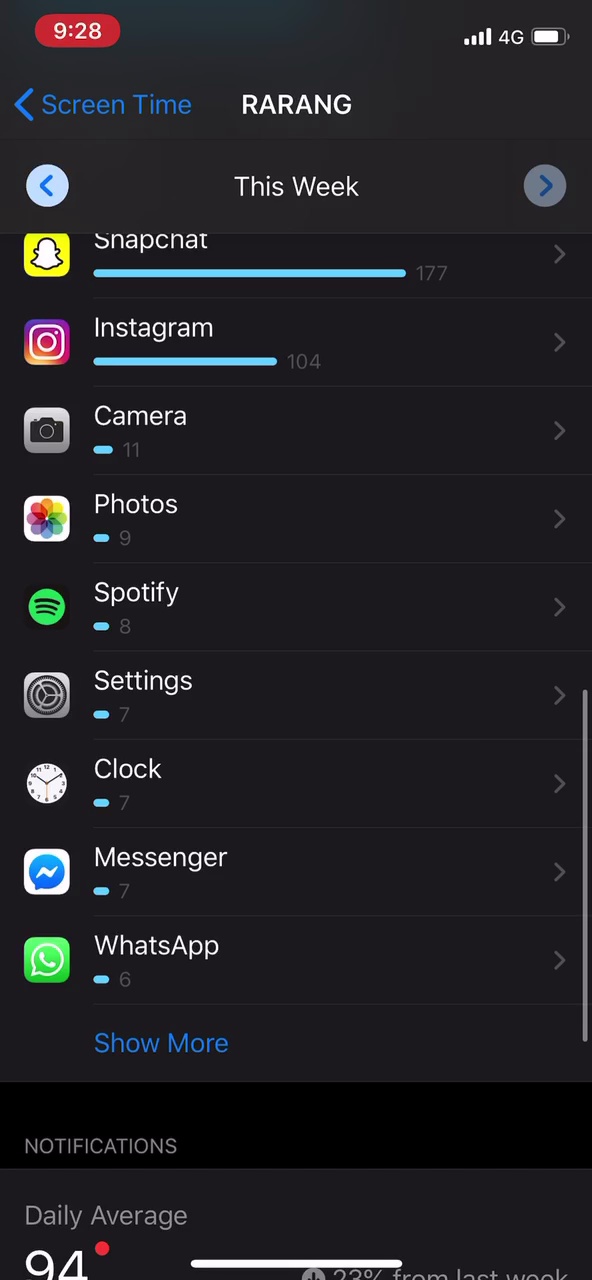 9:28
4G
Screen Time
RARANG
This Week
Snapchat
177
Instagram
104
Camera
11
Photos
9
Spotify
8
Settings
7
Clock
7
Messenger
7
WhatsApp
6
Show More
NOTIFICATIONS
Daily Average
94
23% from last week